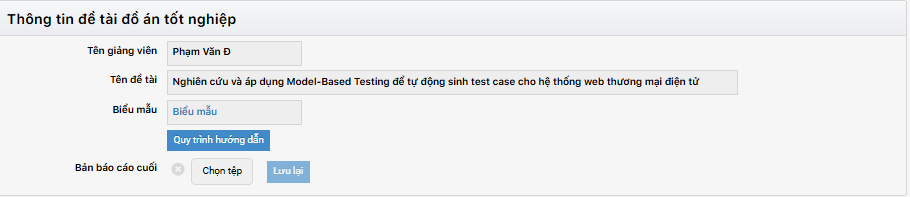 Thông tin đề tài đồ án tốt nghiệp
Tên giảng viên Phạm Văn Đ
Tên đề tài Nghiên cứu và áp dụng Model-Based Testing để tự động sinh test case cho hệ thống web thương mại điện tử
Biểu mẫu Biểu mẫu
Quy trình hướng dẫn
Bản báo cáo cuối Chọn tệp Lưu lại